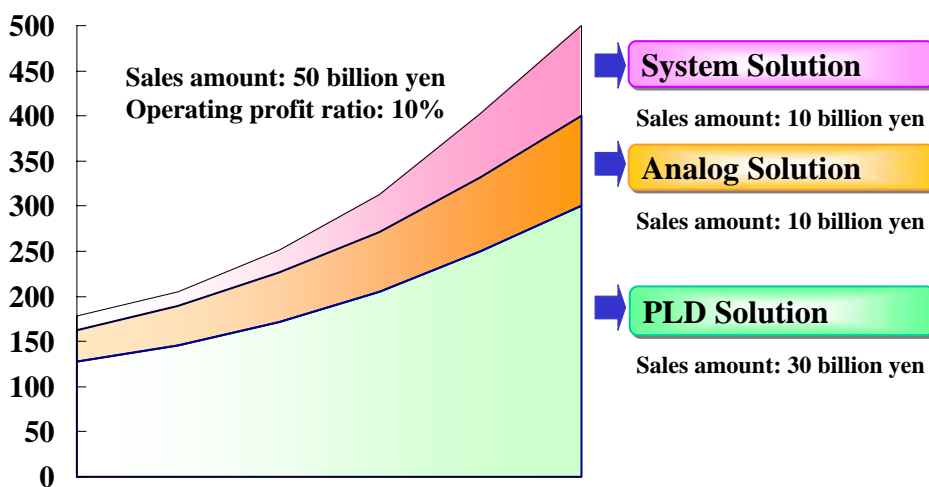 500
450
400
350
300
250
200
150
100
50
0
Sales amount: 50 billion yen
Operating profit ratio: 10%
System Solution
Sales amount: 10 billion yen
Analog Solution
Sales amount: 10 billion yen
PLD Solution
Sales amount: 30 billion yen